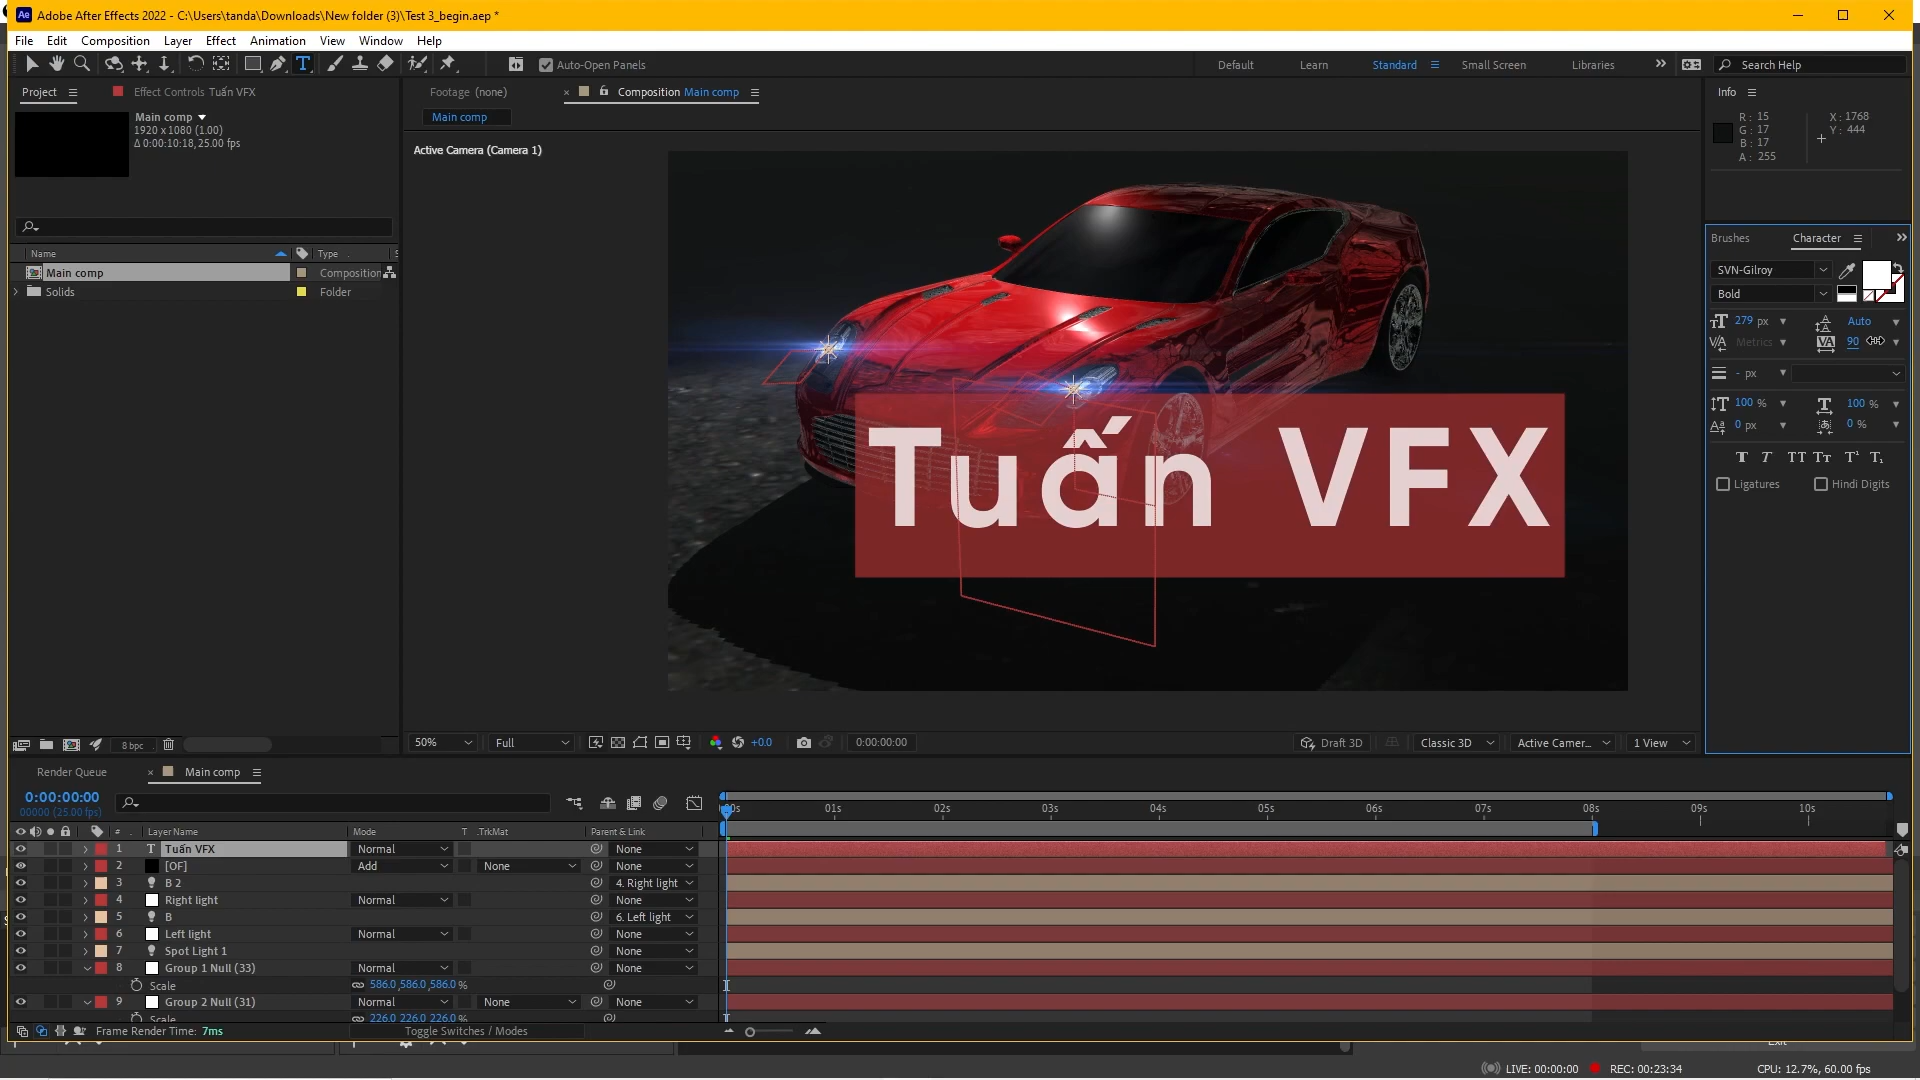 Adobe After Effects 2022 - C:\Users\tanda\Downloads\New folder (3)\Test 3_begin.aep *
File Edit Composition Layer Effect Animation View Window Help
Auto-Open Panels Default Learn Standard Small Screen Libraries Search Help
Project Effect Controls Tuấn VFX Footage (none) Composition Main comp Info
Main comp
1920 x 1080 (1.00)
Δ 0:00:10:18, 25.00 fps
Main comp
R: 15 X: 1768
G: 17 Y: 444
B: 17
A: 255
Active Camera (Camera 1)
Name Type
Main comp Composition
Solids Folder
Brushes Character
SVN-Gilroy
Bold
279 px Auto
Metrics 90
- px
100 % 100 %
0 px 0 %
Ligatures Hindi Digits
Tuấn VFX
8 bpc
50% Full +0.0 0:00:00:00 Draft 3D Classic 3D Active Camer... 1 View
Render Queue Main comp
0:00:00:00
00000 (25.00 fps)
01s 02s 03s 04s 05s 06s 07s 08s 09s 10s
# Layer Name Mode T .TrkMat Parent & Link
1 T Tuấn VFX Normal None
2 [OF] Add None None
3 B 2 4. Right light
4 Right light Normal None
5 B 6. Left light
6 Left light Normal None
7 Spot Light 1 None
8 Group 1 Null (33) Normal None
Scale 586.0,586.0,586.0 %
9 Group 2 Null (31) Normal None None
Scale 226.0,226.0,226.0 %
Frame Render Time: 7ms Toggle Switches / Modes
Exit
LIVE: 00:00:00 REC: 00:23:34 CPU: 12.7%, 60.00 fps